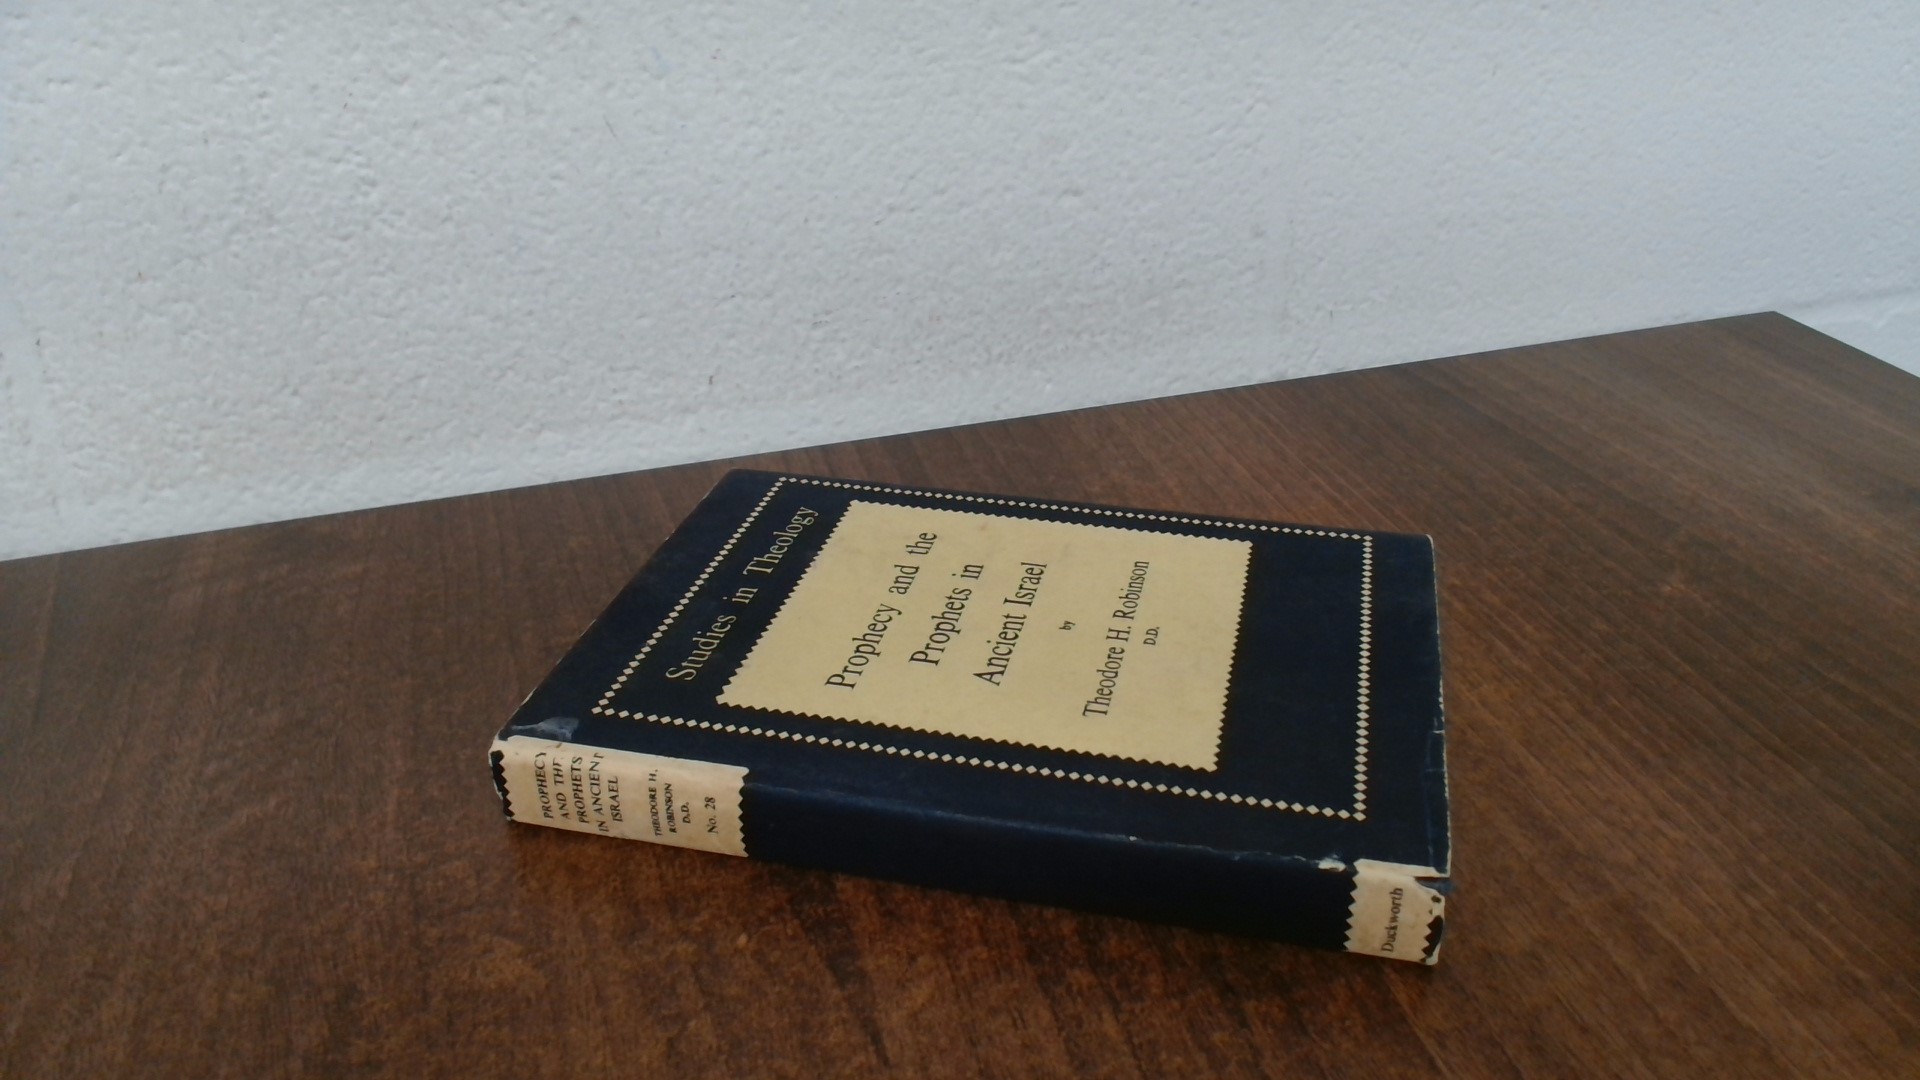 Studies in Theology
Prophecy and the
Prophets in
Ancient Israel
by
Theodore H. Robinson
D.D.
PROPHECY
AND THE
PROPHETS
IN ANCIENT
ISRAEL
THEODORE H.
ROBINSON
D.D.
No. 28
Duckworth